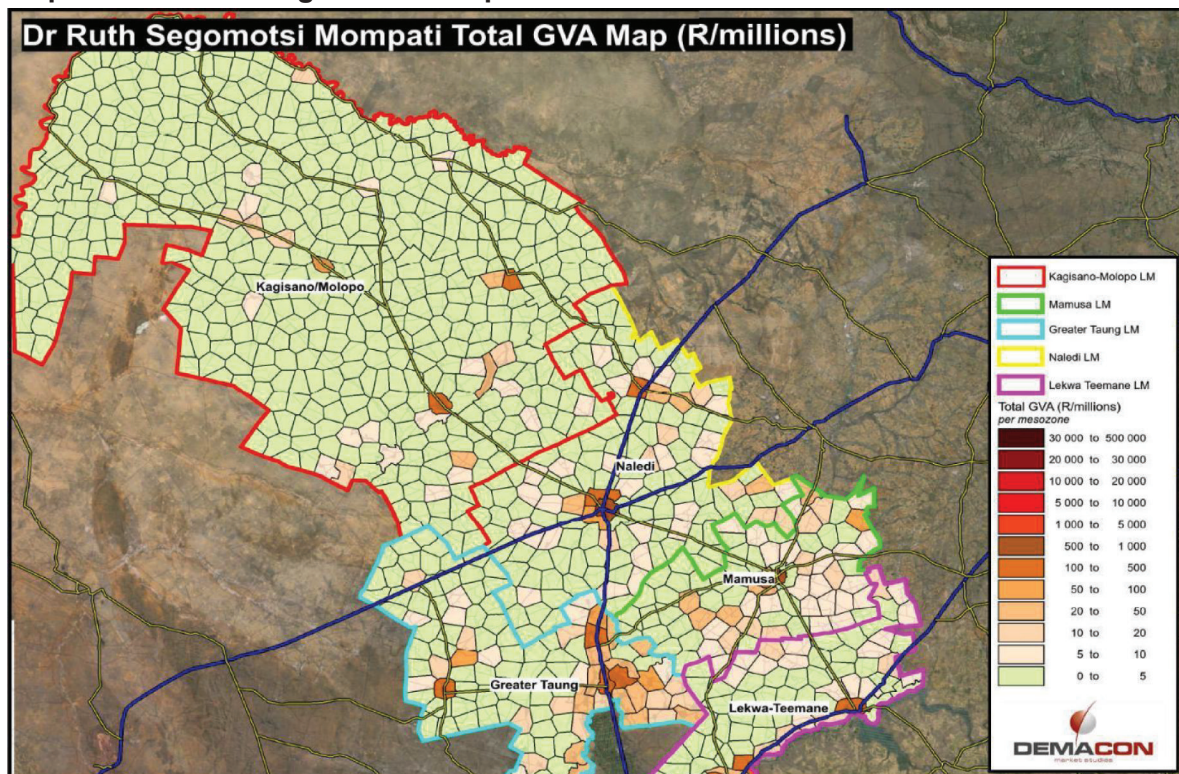 Dr Ruth Segomotsi Mompati Total GVA Map (R/millions)
Kagisano/Molopo
Naledi
Mamusa
Greater Taung
Lekwa-Teemane
Kagisano-Molopo LM
Mamusa LM
Greater Taung LM
Naledi LM
Lekwa Teemane LM
Total GVA (R/millions)
per mesozone
30 000 to 500 000
20 000 to 30 000
10 000 to 20 000
5 000 to 10 000
1 000 to 5 000
500 to 1 000
100 to 500
50 to 100
20 to 50
10 to 20
5 to 10
0 to 5
DEMACON
market studies